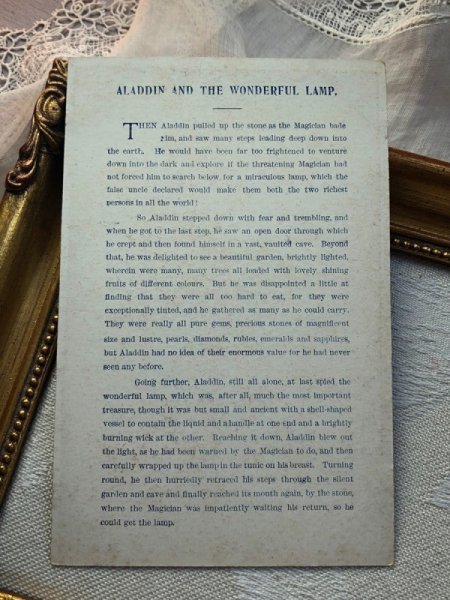 ALADDIN AND THE WONDERFUL LAMP.
THEN Aladdin pulled up the stone as the Magician bade
him, and saw many steps leading deep down into
the earth. He would have been far too frightened to venture
down into the dark and explore if the threatening Magician had
not forced him to search below, for a miraculous lamp, which the
false uncle declared would make them both the two richest
persons in all the world!
So Aladdin stepped down with fear and trembling, and
when he got to the last step, he saw an open door through which
he crept and then found himself in a vast, vaulted cave. Beyond
that, he was delighted to see a beautiful garden, brightly lighted,
wherein were many, many trees all loaded with lovely, shining
fruits of different colours. But he was disappointed a little at
finding that they were all too hard to eat, for they were
exceptionally tinted, and he gathered as many as he could carry.
They were really all pure gems, precious stones of magnificent
size and lustre, pearls, diamonds, rubies, emeralds and sapphires,
but Aladdin had no idea of their enormous value for he had never
seen any before.
Going further, Aladdin, still all alone, at last spied the
wonderful lamp, which was, after all, much the most important
treasure, though it was but small and ancient with a shell-shaped
vessel to contain the liquid and a handle at one end and a brightly
burning wick at the other. Reaching it down, Aladdin blew out
the light, as he had been warned by the Magician to do, and then
carefully wrapped up the lamp in the tunic on his breast. Turning
round, he then hurriedly retraced his steps through the silent
garden and cave and finally reached its mouth again, by the stone,
where the Magician was impatiently waiting his return, so he
could get the lamp.